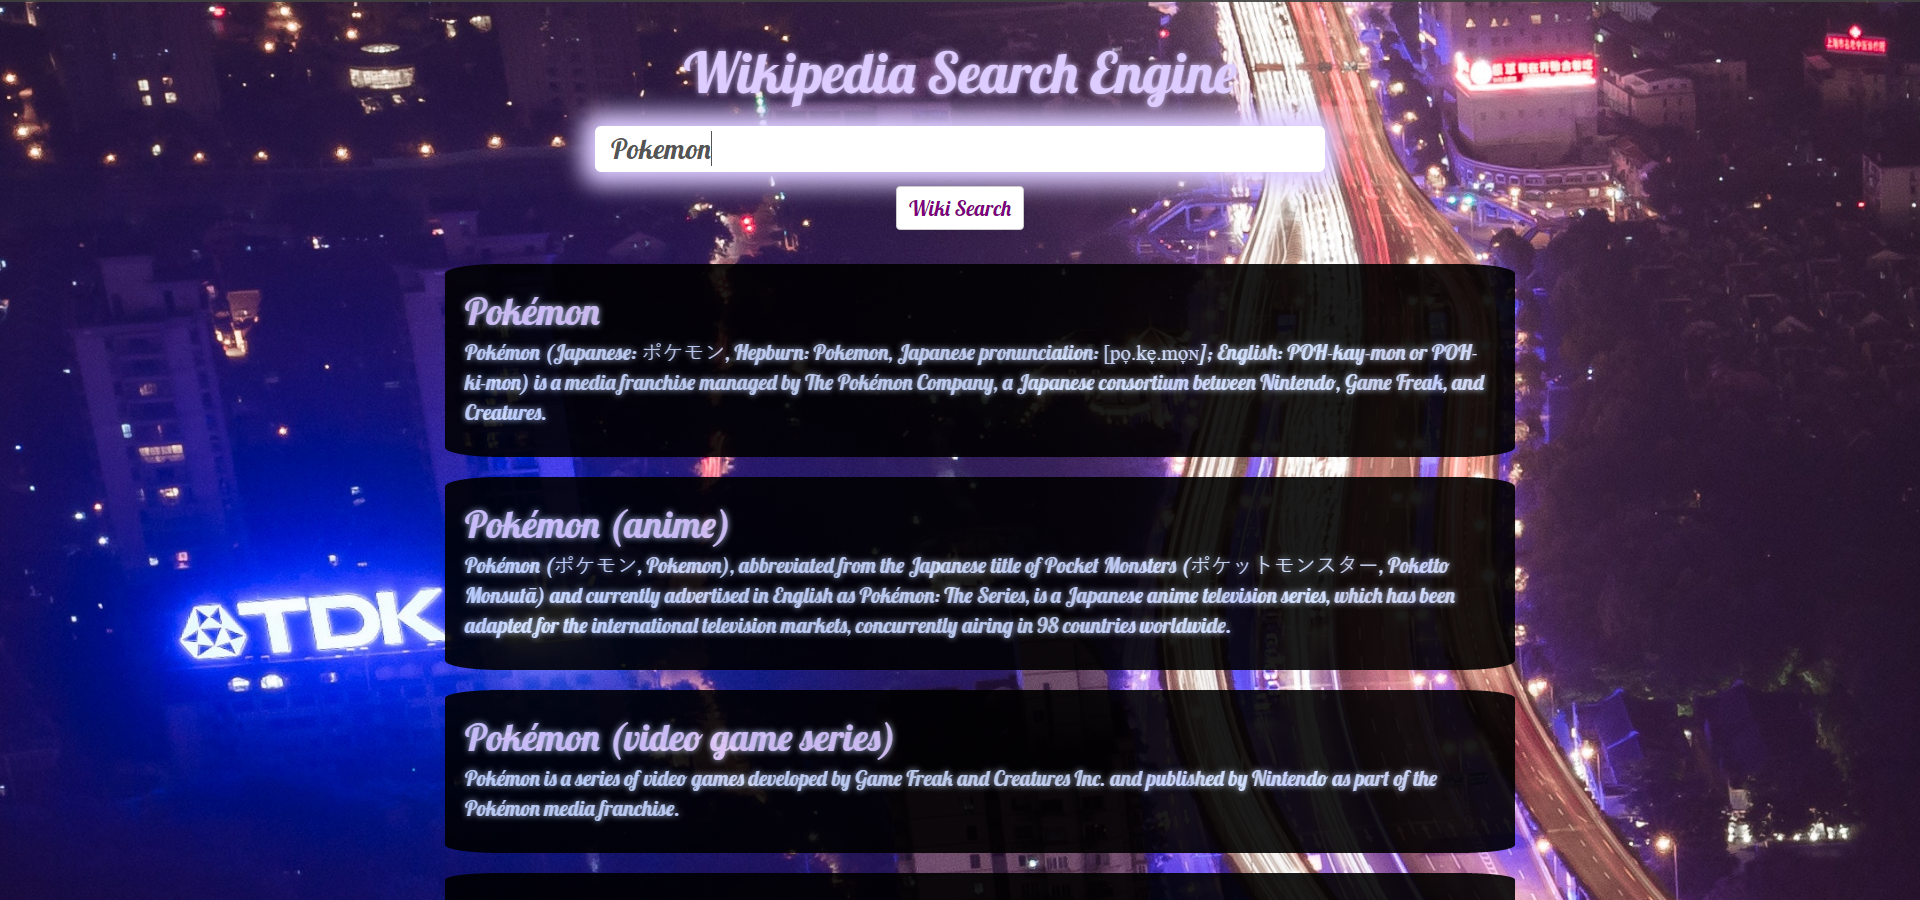 Wikipedia Search Engine
Pokemon
Wiki Search
Pokémon
Pokémon (Japanese: ポケモン, Hepburn: Pokemon, Japanese pronunciation: [po̞.ke̞.mo̞ɴ]; English: POH-kay-mon or POH-
ki-mon) is a media franchise managed by The Pokémon Company, a Japanese consortium between Nintendo, Game Freak, and
Creatures.
Pokémon (anime)
Pokémon (ポケモン, Pokemon), abbreviated from the Japanese title of Pocket Monsters (ポケットモンスター, Poketto
Monsutā) and currently advertised in English as Pokémon: The Series, is a Japanese anime television series, which has been
adapted for the international television markets, concurrently airing in 98 countries worldwide.
TDK
Pokémon (video game series)
Pokémon is a series of video games developed by Game Freak and Creatures Inc. and published by Nintendo as part of the
Pokémon media franchise.